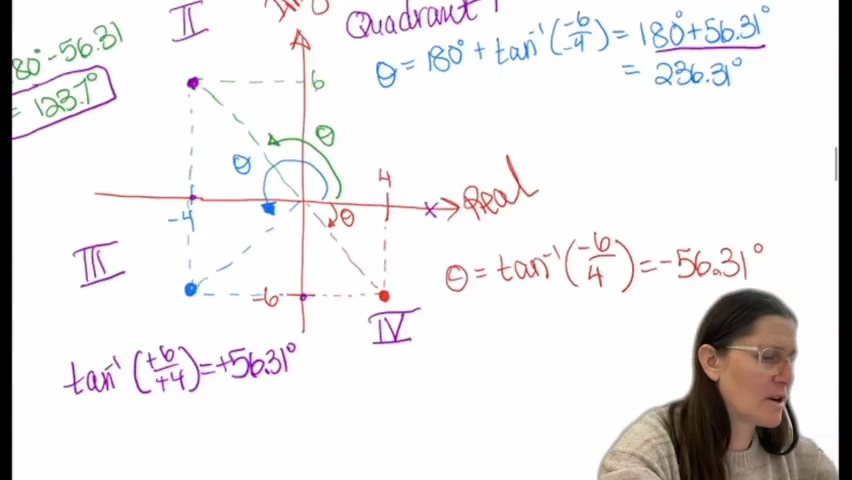 II
Quadrant
80° - 56.31
= 123.7°
θ = 180° + tan⁻¹(-6/-4) = 180° + 56.31°
= 236.31°
6
θ
θ
4
Real
-4
θ
III
θ = tan⁻¹(-6/4) = -56.31°
-6
IV
tan⁻¹(+6/+4) = +56.31°